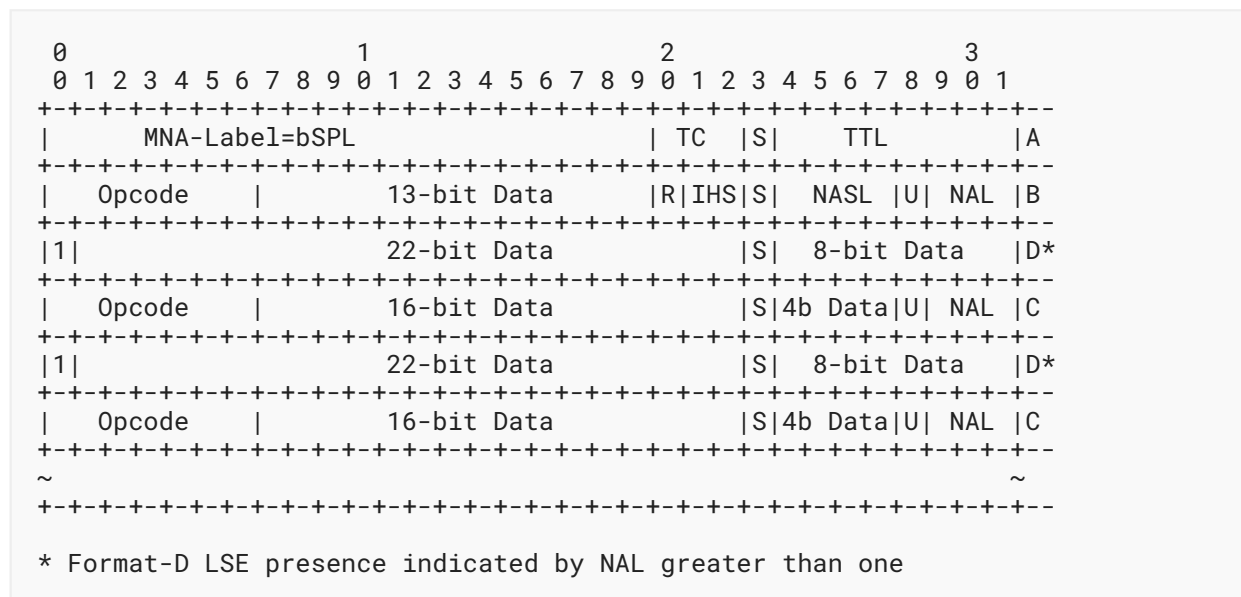 0                   1                   2                   3
 0 1 2 3 4 5 6 7 8 9 0 1 2 3 4 5 6 7 8 9 0 1 2 3 4 5 6 7 8 9 0 1
+-+-+-+-+-+-+-+-+-+-+-+-+-+-+-+-+-+-+-+-+-+-+-+-+-+-+-+-+-+-+-+-+--
|      MNA-Label=bSPL                   | TC  |S|    TTL        |A
+-+-+-+-+-+-+-+-+-+-+-+-+-+-+-+-+-+-+-+-+-+-+-+-+-+-+-+-+-+-+-+-+--
|   Opcode    |        13-bit Data      |R|IHS|S|  NASL |U| NAL |B
+-+-+-+-+-+-+-+-+-+-+-+-+-+-+-+-+-+-+-+-+-+-+-+-+-+-+-+-+-+-+-+-+--
|1|                    22-bit Data            |S|  8-bit Data   |D*
+-+-+-+-+-+-+-+-+-+-+-+-+-+-+-+-+-+-+-+-+-+-+-+-+-+-+-+-+-+-+-+-+--
|   Opcode    |        16-bit Data            |S|4b Data|U| NAL |C
+-+-+-+-+-+-+-+-+-+-+-+-+-+-+-+-+-+-+-+-+-+-+-+-+-+-+-+-+-+-+-+-+--
|1|                    22-bit Data            |S|  8-bit Data   |D*
+-+-+-+-+-+-+-+-+-+-+-+-+-+-+-+-+-+-+-+-+-+-+-+-+-+-+-+-+-+-+-+-+--
|   Opcode    |        16-bit Data            |S|4b Data|U| NAL |C
+-+-+-+-+-+-+-+-+-+-+-+-+-+-+-+-+-+-+-+-+-+-+-+-+-+-+-+-+-+-+-+-+--
~                                                               ~
+-+-+-+-+-+-+-+-+-+-+-+-+-+-+-+-+-+-+-+-+-+-+-+-+-+-+-+-+-+-+-+-+--
* Format-D LSE presence indicated by NAL greater than one